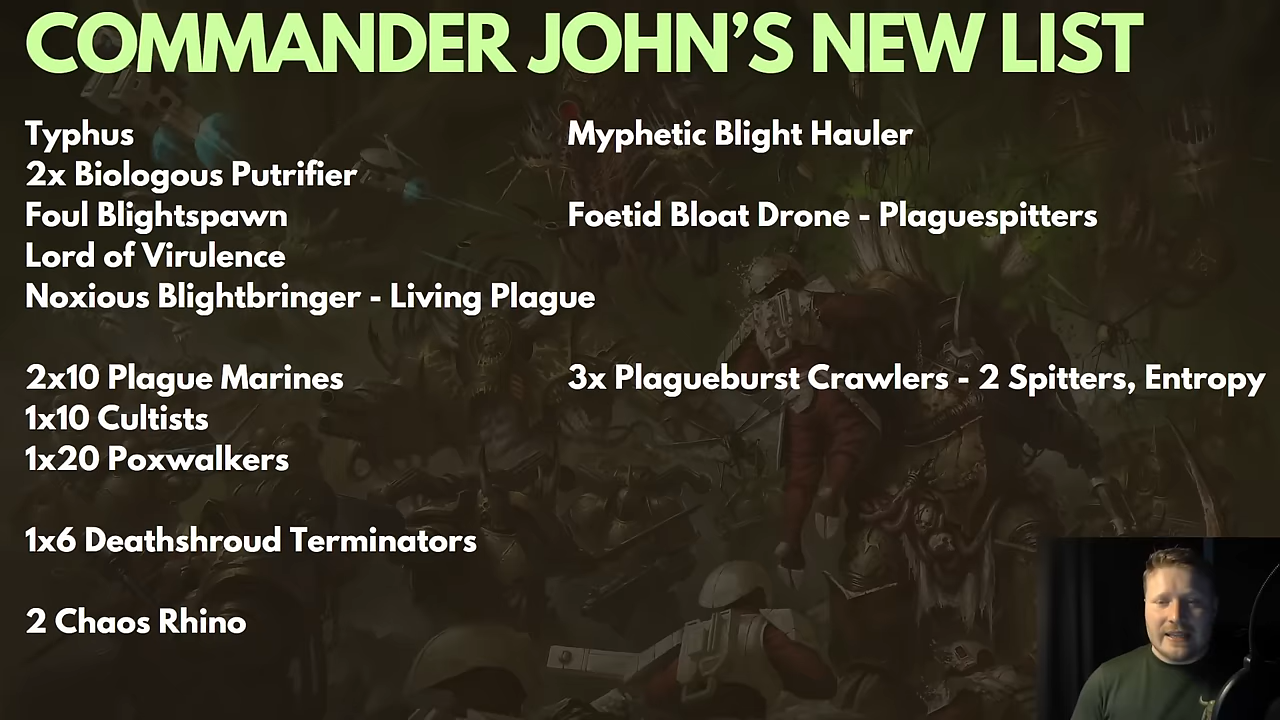 COMMANDER JOHN'S NEW LIST
Typhus
2x Biologous Putrifier
Foul Blightspawn
Lord of Virulence
Noxious Blightbringer - Living Plague
2x10 Plague Marines
1x10 Cultists
1x20 Poxwalkers
1x6 Deathshroud Terminators
2 Chaos Rhino
Myphetic Blight Hauler
Foetid Bloat Drone - Plaguespitters
3x Plagueburst Crawlers - 2 Spitters, Entropy